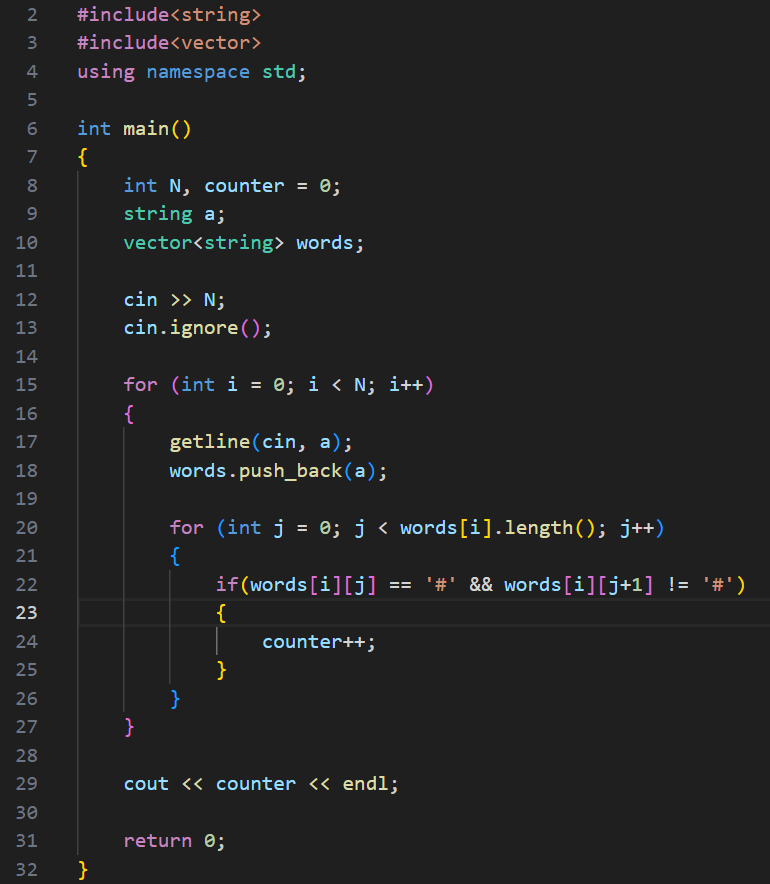 2 #include<string>
3 #include<vector>
4 using namespace std;
5
6 int main()
7 {
8     int N, counter = 0;
9     string a;
10     vector<string> words;
11
12     cin >> N;
13     cin.ignore();
14
15     for (int i = 0; i < N; i++)
16     {
17         getline(cin, a);
18         words.push_back(a);
19
20         for (int j = 0; j < words[i].length(); j++)
21         {
22             if(words[i][j] == '#' && words[i][j+1] != '#')
23             {
24                 counter++;
25             }
26         }
27     }
28
29     cout << counter << endl;
30
31     return 0;
32 }